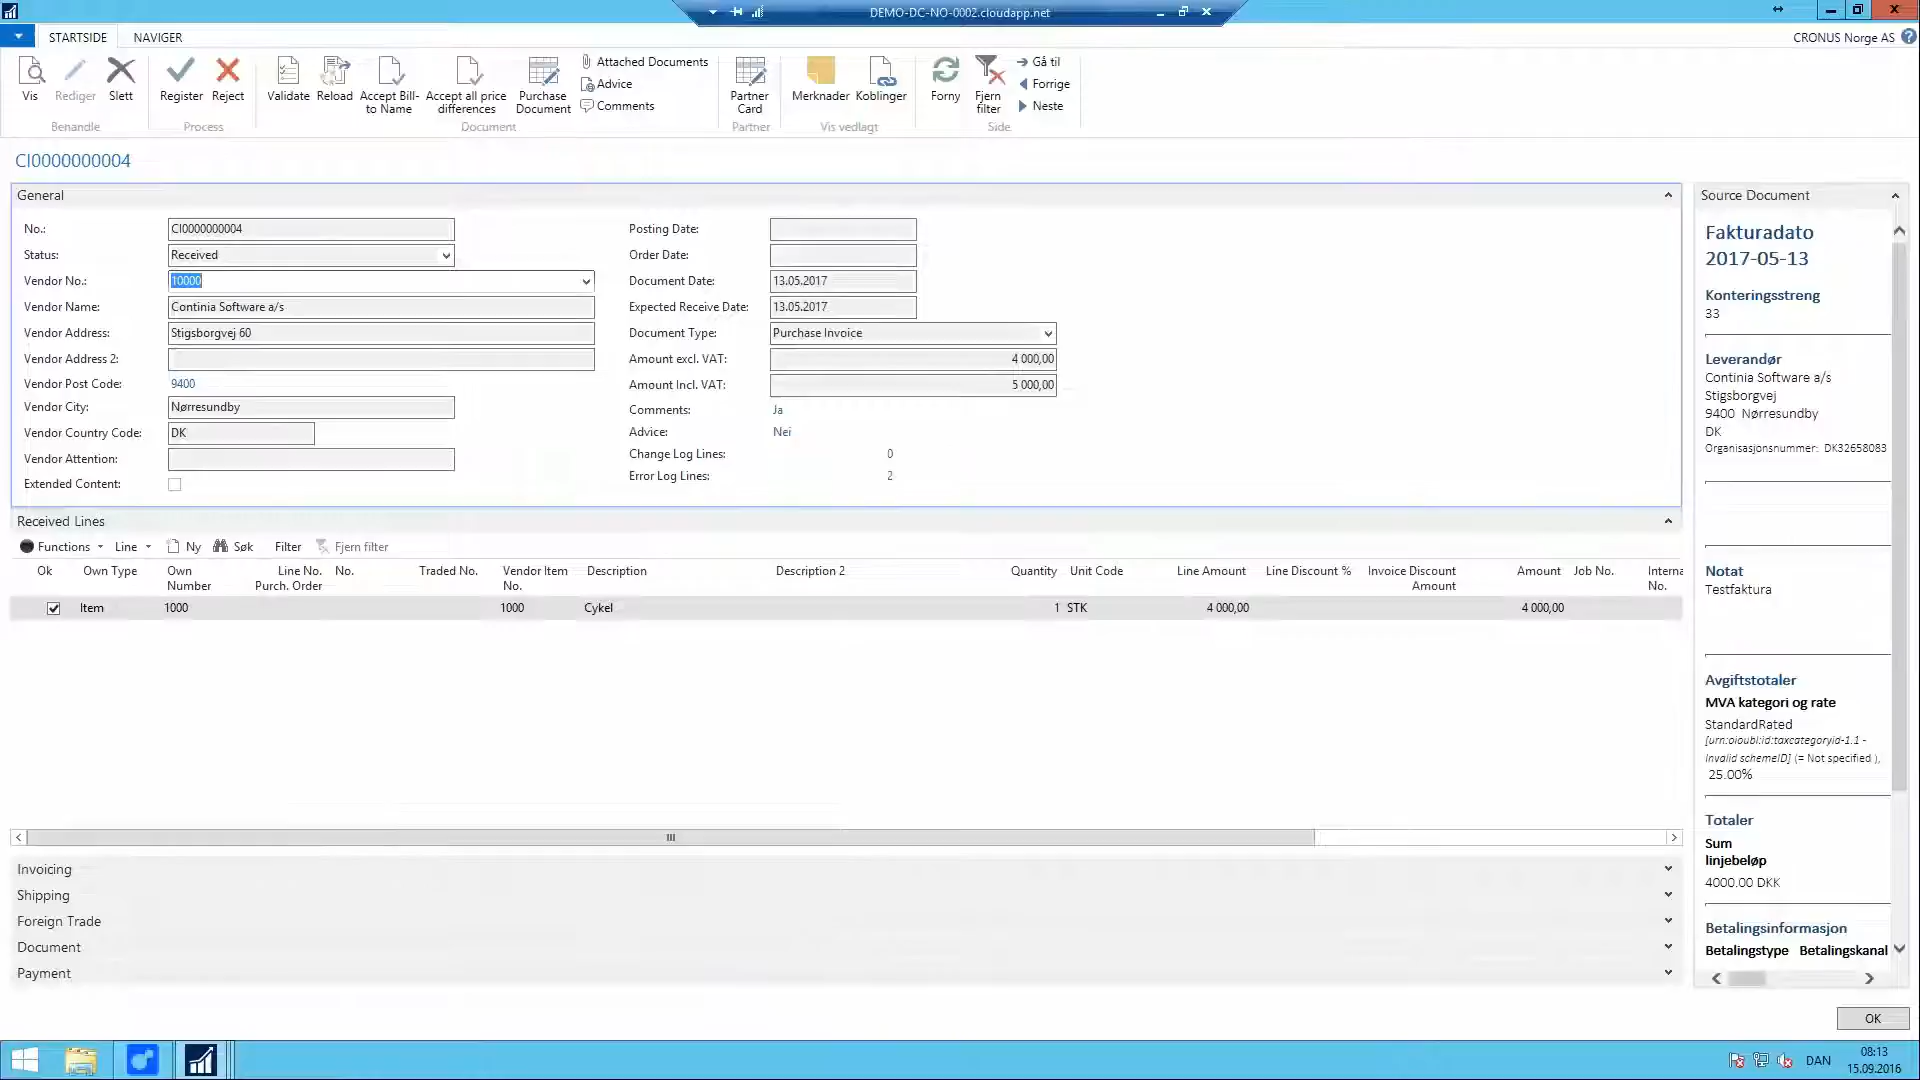 DEMO-DC-NO-0002.cloudapp.net
STARTSIDE NAVIGER
CRONUS Norge AS
Vis Rediger Slett
Behandle
Register Reject
Process
Validate Reload Accept Bill-to Name Accept all price differences Purchase Document
Attached Documents
Advice
Comments
Document
Partner Card
Partner
Merknader Koblinger
Vis vedlagt
Forny Fjern filter
Gå til
Forrige
Neste
Side
CI0000000004
General
No.: CI0000000004
Status: Received
Vendor No.: 10000
Vendor Name: Continia Software a/s
Vendor Address: Stigsborgvej 60
Vendor Address 2:
Vendor Post Code: 9400
Vendor City: Nørresundby
Vendor Country Code: DK
Vendor Attention:
Extended Content:
Posting Date:
Order Date:
Document Date: 13.05.2017
Expected Receive Date: 13.05.2017
Document Type: Purchase Invoice
Amount excl. VAT: 4 000,00
Amount Incl. VAT: 5 000,00
Comments: Ja
Advice: Nei
Change Log Lines: 0
Error Log Lines: 2
Received Lines
Functions Line Ny Søk Filter Fjern filter
Ok Own Type Own Number Line No. Purch. Order No. Traded No. Vendor Item No. Description Description 2 Quantity Unit Code Line Amount Line Discount % Invoice Discount Amount Amount Job No. Interna No.
Item 1000 1000 Cykel 1 STK 4 000,00 4 000,00
Invoicing
Shipping
Foreign Trade
Document
Payment
Source Document
Fakturadato
2017-05-13
Konteringsstreng
33
Leverandør
Continia Software a/s
Stigsborgvej
9400 Nørresundby
DK
Organisasjonsnummer: DK32658083
Notat
Testfaktura
Avgiftstotaler
MVA kategori og rate
StandardRated
[urn:oioubl:id:taxcategoryid-1.1 -
Invalid schemeID] (= Not specified ),
25.00%
Totaler
Sum
linjebeløp
4000.00 DKK
Betalingsinformasjon
Betalingstype Betalingskanal
OK
DAN
08:13
15.09.2016